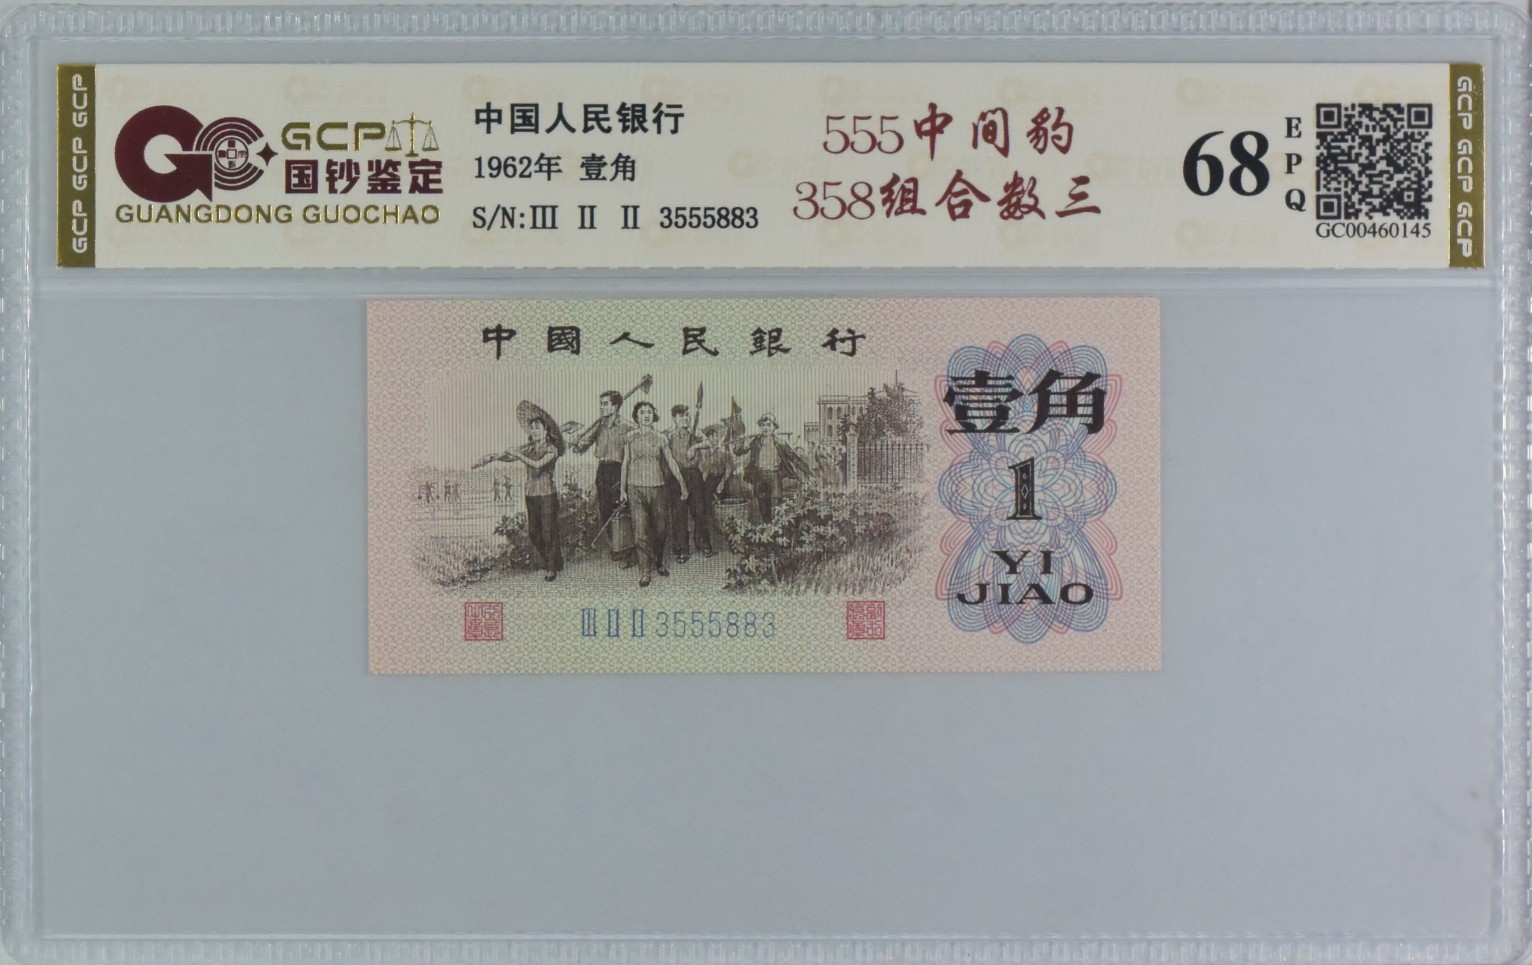 GCP GCP GCP
GCP
国钞鉴定
GUANGDONG GUOCHAO
中国人民银行
1962年 壹角
S/N:III II II 3555883
555中间豹
358组合数三
68
EPQ
GC00460145
GCP GCP GCP
中國人民銀行
壹角
1
YI
JIAO
III II II 3555883